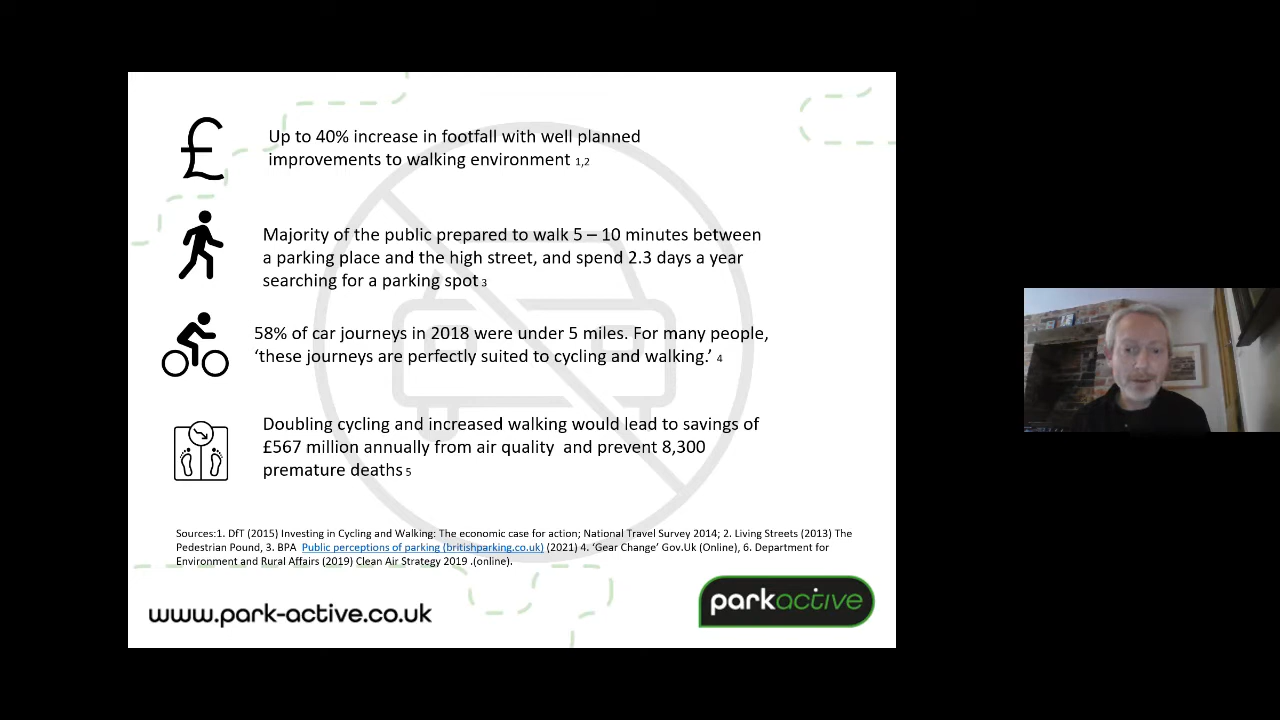 Up to 40% increase in footfall with well planned
improvements to walking environment 1,2
Majority of the public prepared to walk 5 – 10 minutes between
a parking place and the high street, and spend 2.3 days a year
searching for a parking spot 3
58% of car journeys in 2018 were under 5 miles. For many people,
‘these journeys are perfectly suited to cycling and walking.’ 4
Doubling cycling and increased walking would lead to savings of
£567 million annually from air quality  and prevent 8,300
premature deaths 5
Sources:1. DfT (2015) Investing in Cycling and Walking: The economic case for action; National Travel Survey 2014; 2. Living Streets (2013) The
Pedestrian Pound, 3. BPA  Public perceptions of parking (britishparking.co.uk) (2021) 4. ‘Gear Change’ Gov.Uk (Online), 6. Department for
Environment and Rural Affairs (2019) Clean Air Strategy 2019 .(online).
www.park-active.co.uk
parkactive